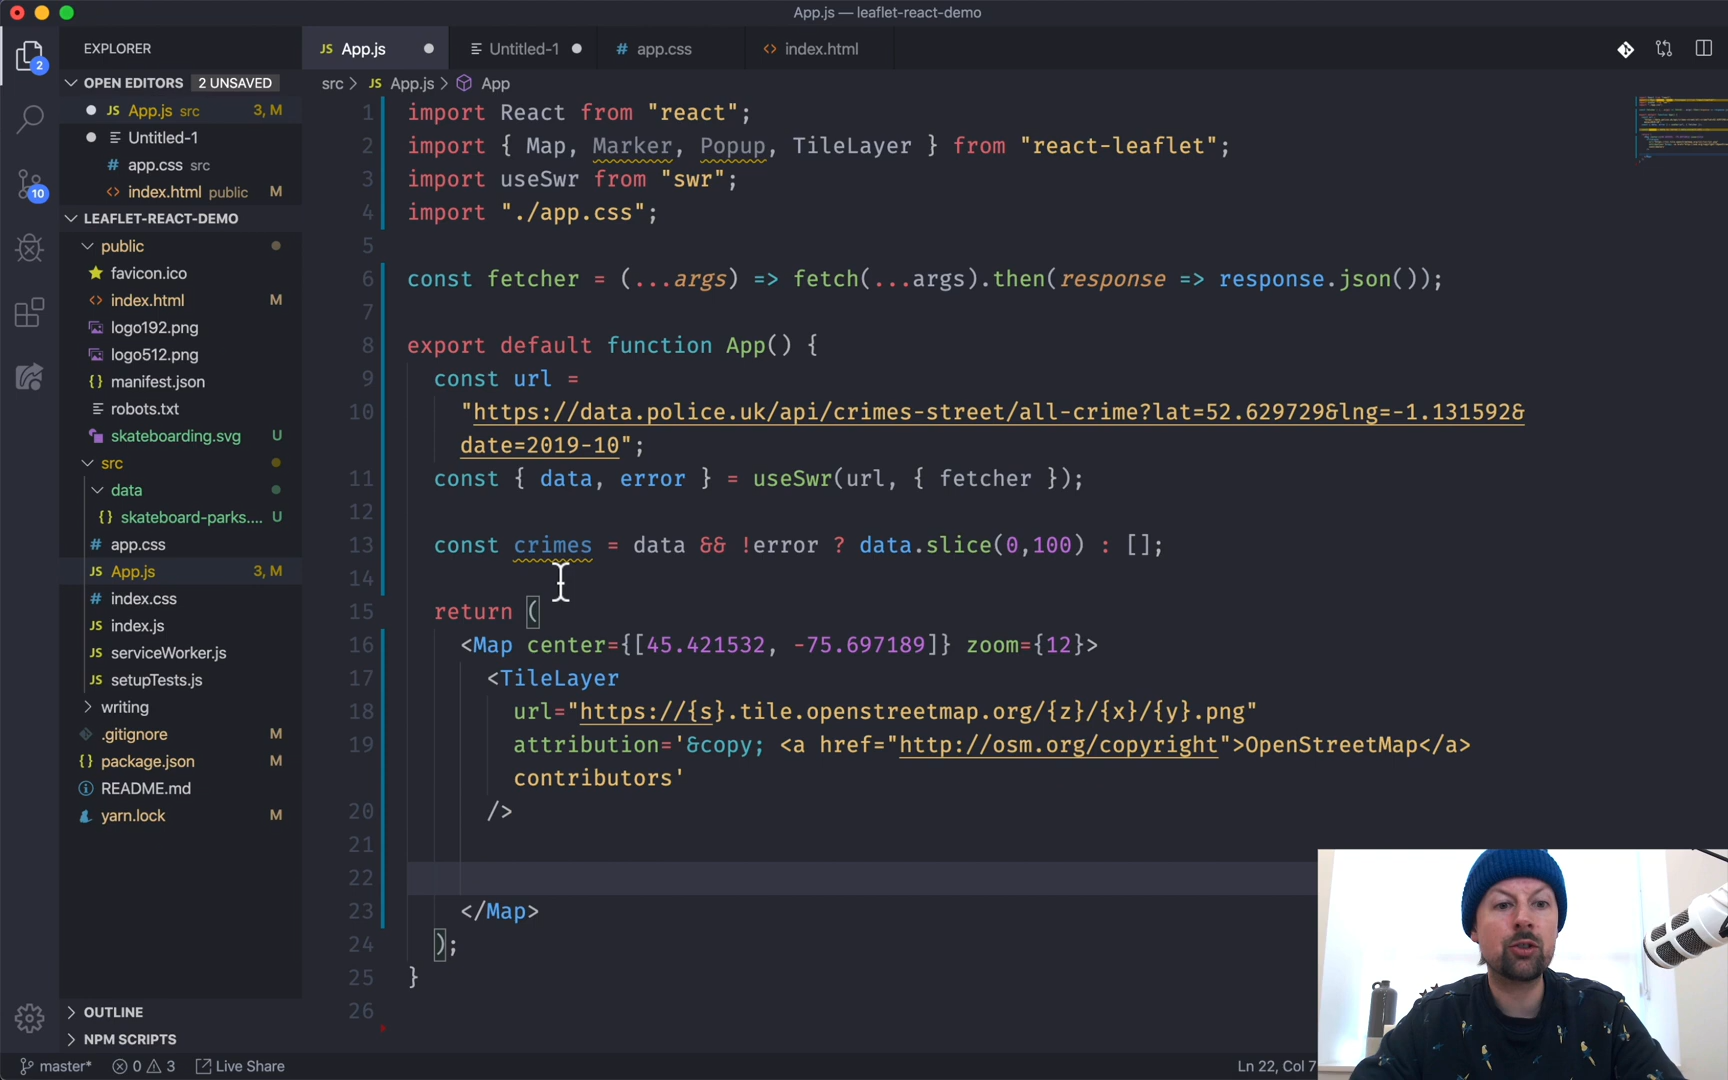 App.js — leaflet-react-demo
EXPLORER
App.js
Untitled-1
app.css
index.html
2
OPEN EDITORS 2 UNSAVED
src > App.js > App
App.js src 3, M
Untitled-1
app.css src
index.html public M
10
LEAFLET-REACT-DEMO
public
favicon.ico
index.html M
logo192.png
logo512.png
manifest.json
robots.txt
skateboarding.svg U
src
data
skateboard-parks.... U
app.css
App.js 3, M
index.css
index.js
serviceWorker.js
setupTests.js
writing
.gitignore M
package.json M
README.md
yarn.lock M
OUTLINE
NPM SCRIPTS
1 import React from "react";
2 import { Map, Marker, Popup, TileLayer } from "react-leaflet";
3 import useSwr from "swr";
4 import "./app.css";
5
6 const fetcher = (...args) => fetch(...args).then(response => response.json());
7
8 export default function App() {
9 const url =
10 "https://data.police.uk/api/crimes-street/all-crime?lat=52.629729&lng=-1.131592&
date=2019-10";
11 const { data, error } = useSwr(url, { fetcher });
12
13 const crimes = data && !error ? data.slice(0,100) : [];
14
15 return (
16 <Map center={[45.421532, -75.697189]} zoom={12}>
17 <TileLayer
18 url="https://{s}.tile.openstreetmap.org/{z}/{x}/{y}.png"
19 attribution='&copy; <a href="http://osm.org/copyright">OpenStreetMap</a>
contributors'
20 />
21
22
23 </Map>
24 );
25 }
26
master* 0 3 Live Share
Ln 22, Col 7